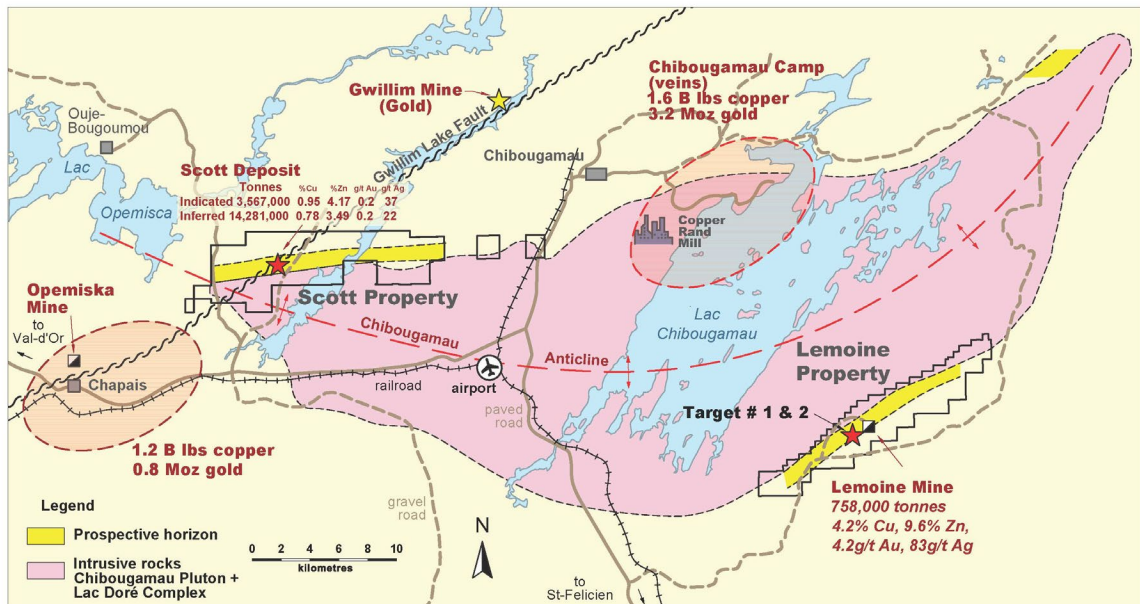 Ouje-
Bougoumou
Lac
Opemisca
Gwillim Mine
(Gold)
Gwillim Lake Fault
Chibougamau Camp
(veins)
1.6 B lbs copper
3.2 Moz gold
Chibougamau
Scott Deposit
Tonnes %Cu %Zn g/t Au g/t Ag
Indicated 3,567,000 0.95 4.17 0.2 37
Inferred 14,281,000 0.78 3.49 0.2 22
Copper
Rand
Mill
Scott Property
Opemiska
Mine
to
Val-d'Or
Chapais
Chibougamau
Anticline
railroad
airport
paved
road
Lac
Chibougamau
Lemoine
Property
Target # 1 & 2
1.2 B lbs copper
0.8 Moz gold
Lemoine Mine
758,000 tonnes
4.2% Cu, 9.6% Zn,
4.2g/t Au, 83g/t Ag
gravel
road
Legend
Prospective horizon
Intrusive rocks
Chibougamau Pluton +
Lac Doré Complex
N
0 2 4 6 8 10
kilometres
to
St-Felicien